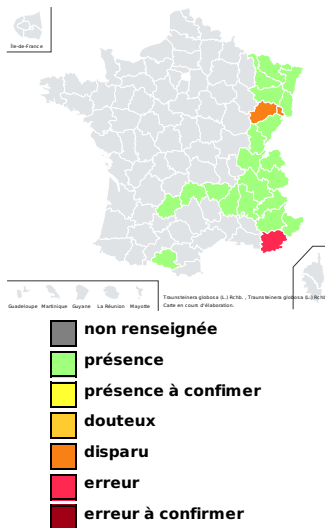 Île-de-France
Guadeloupe Martinique Guyane La Réunion Mayotte
Traunsteinera globosa (L.) Rchb. , Traunsteinera globosa (L.) Rchb
Carte en cours d'élaboration.
non renseignée
présence
présence à confimer
douteux
disparu
erreur
erreur à confirmer